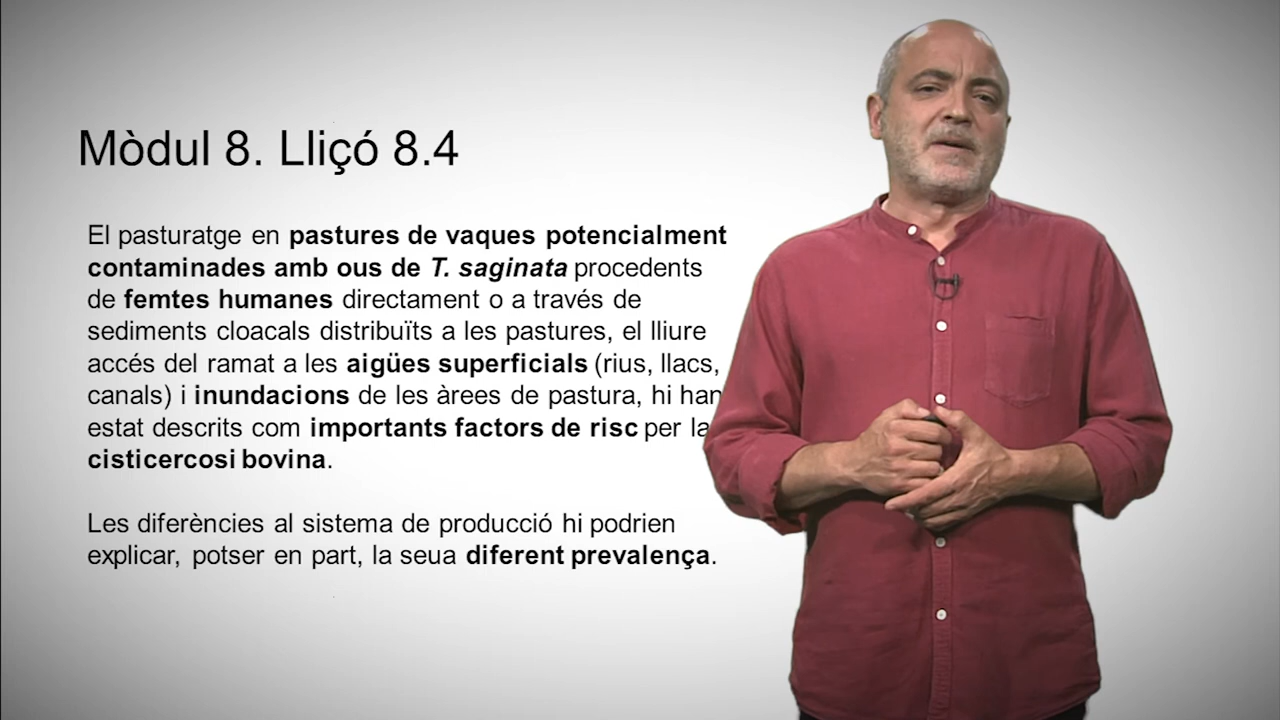 Mòdul 8. Lliçó 8.4
El pasturatge en pastures de vaques potencialment
contaminades amb ous de T. saginata procedents
de femtes humanes directament o a través de
sediments cloacals distribuïts a les pastures, el lliure
accés del ramat a les aigües superficials (rius, llacs,
canals) i inundacions de les àrees de pastura, hi han
estat descrits com importants factors de risc per la
cisticercosi bovina.
Les diferències al sistema de producció hi podrien
explicar, potser en part, la seua diferent prevalença.